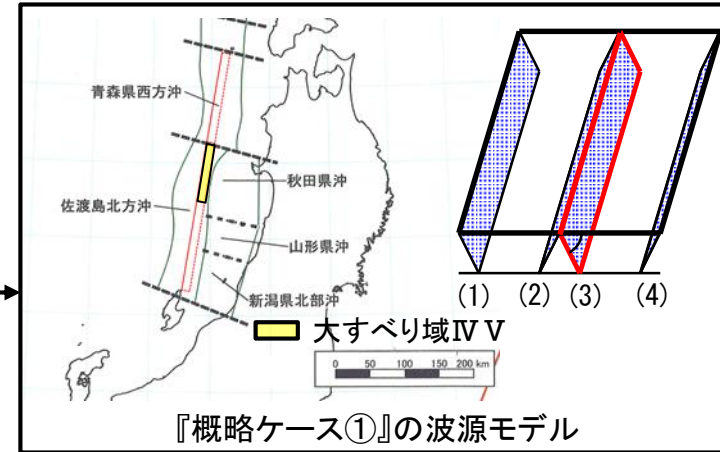 青森県西方沖
秋田県沖
佐渡島北方沖
山形県沖
新潟県北部沖
大すべり域Ⅳ Ⅴ
0 50 100 150 200 km
(1) (2) (3) (4)
『概略ケース①』の波源モデル